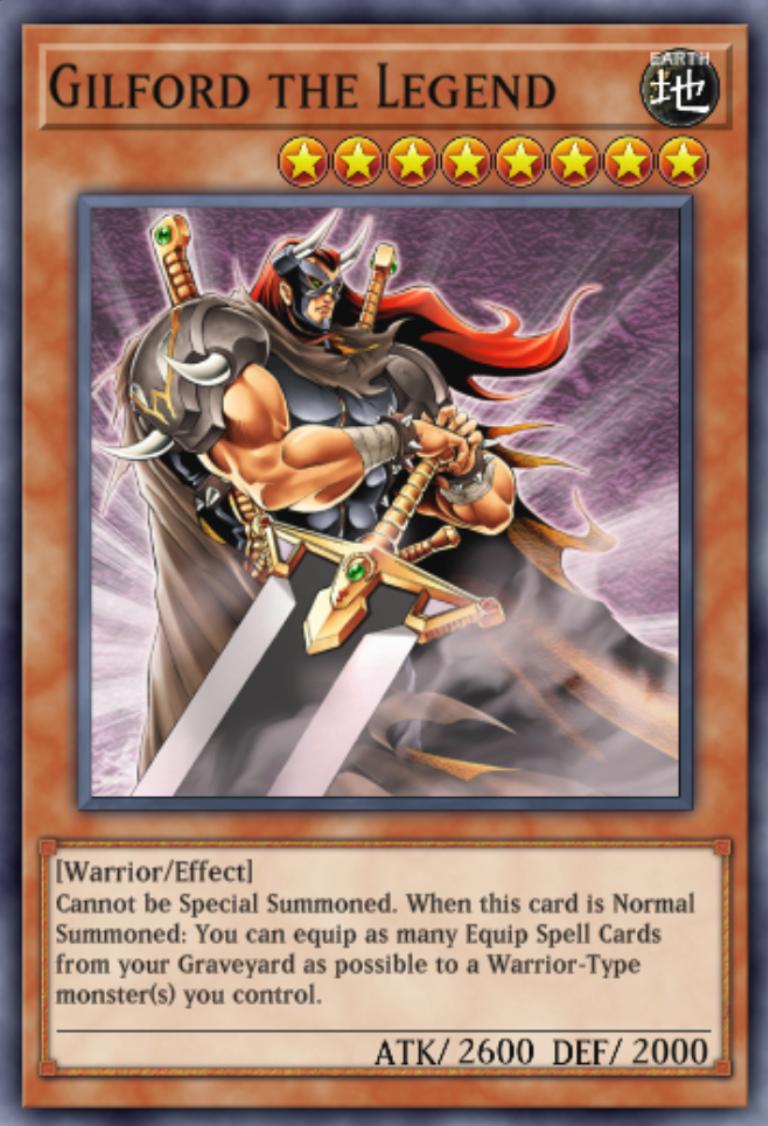 Gilford the Legend
EARTH
地
[Warrior/Effect]
Cannot be Special Summoned. When this card is Normal
Summoned: You can equip as many Equip Spell Cards
from your Graveyard as possible to a Warrior-Type
monster(s) you control.
ATK/ 2600 DEF/ 2000